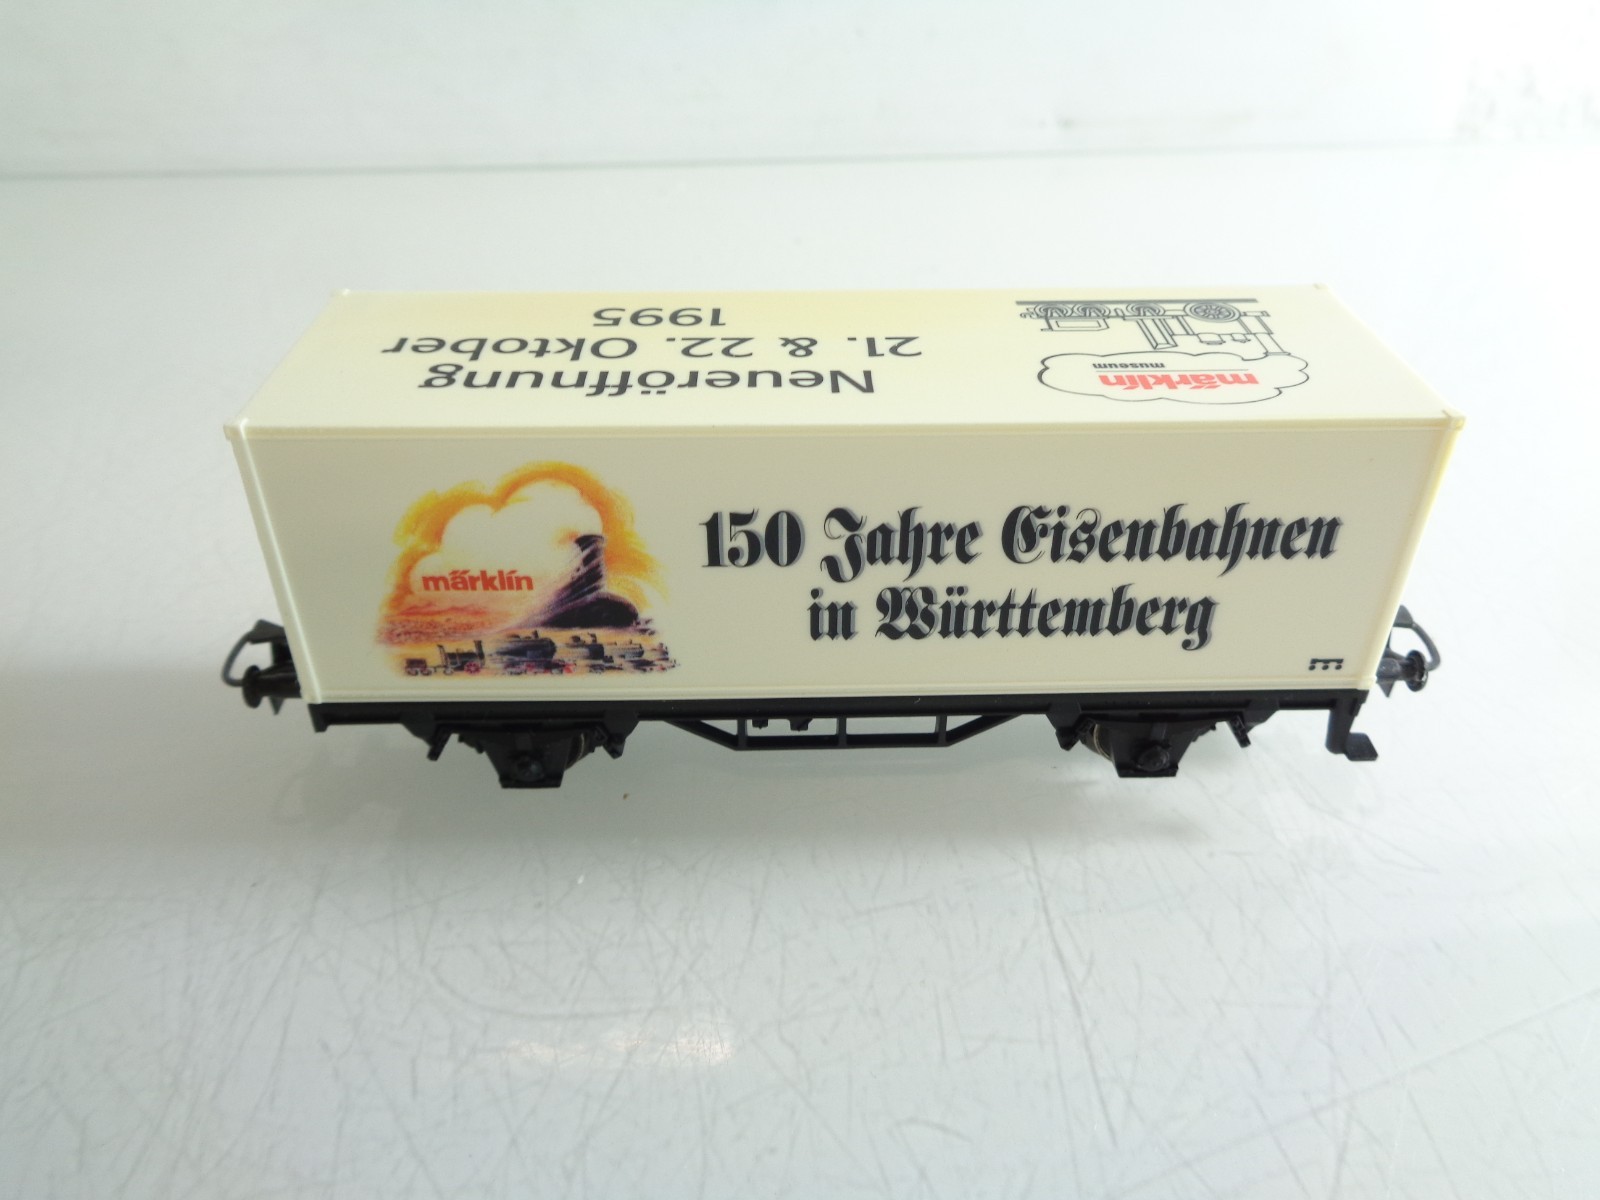 Neueröffnung
21. & 22. Oktober
1995
märklin
museum
märklin
150 Jahre Eisenbahnen
in Württemberg